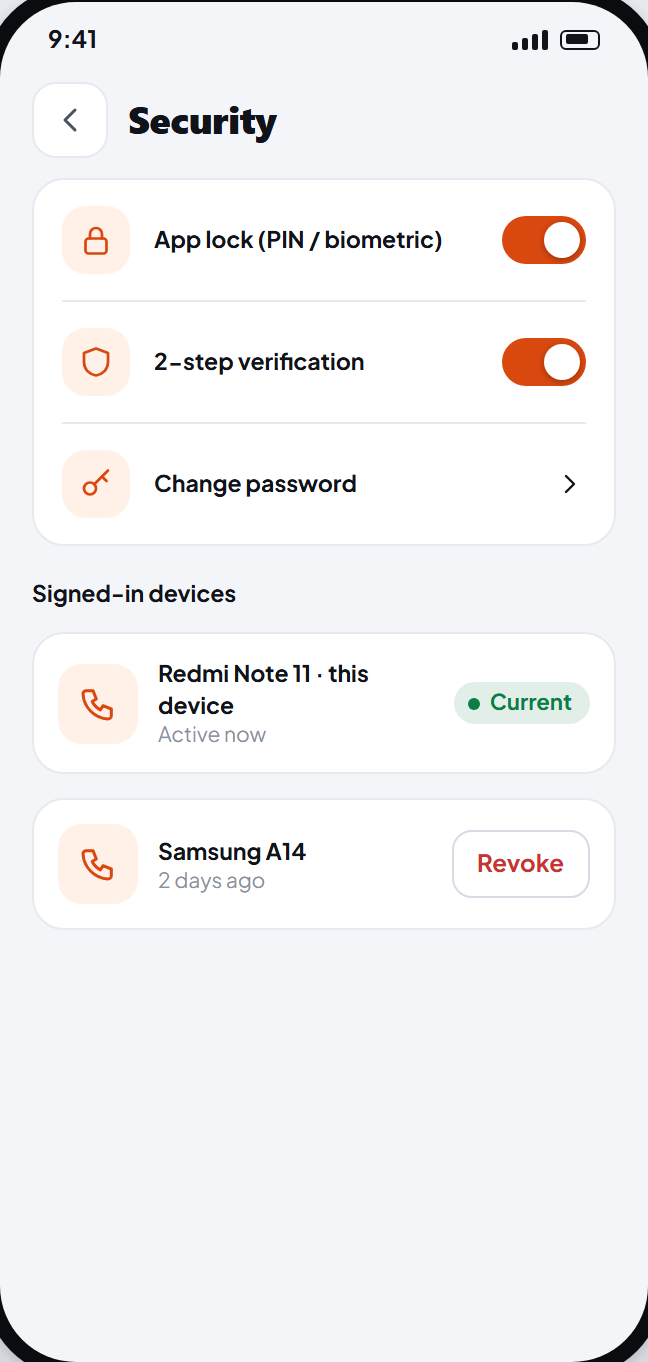 9:41
Security
App lock (PIN / biometric)
2-step verification
Change password
Signed-in devices
Redmi Note 11 · this
device
Active now
Current
Samsung A14
2 days ago
Revoke